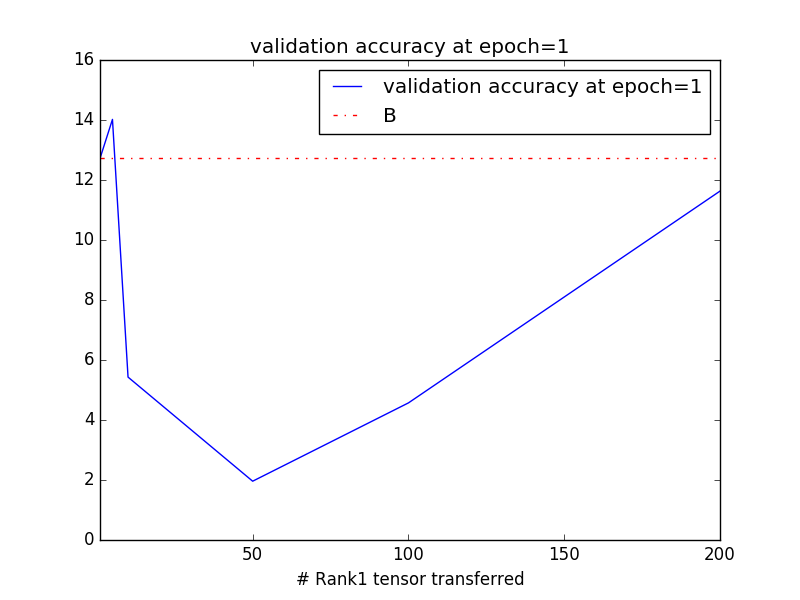 validation accuracy at epoch=1
16
14
12
10
8
6
4
2
0
validation accuracy at epoch=1
B
50 100 150 200
# Rank1 tensor transferred